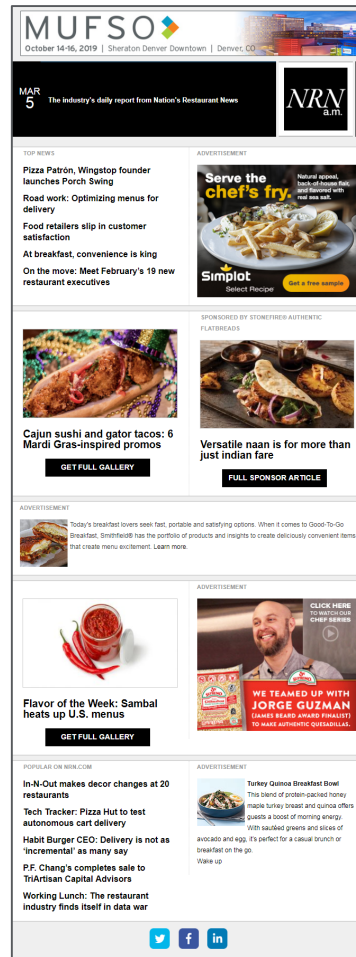 MUFSO
October 14-16, 2019 | Sheraton Denver Downtown | Denver, CO
MAR
5
The industry's daily report from Nation's Restaurant News
NRN
a.m.
TOP NEWS
Pizza Patrón, Wingstop founder
launches Porch Swing
Road work: Optimizing menus for
delivery
Food retailers slip in customer
satisfaction
At breakfast, convenience is king
On the move: Meet February's 19 new
restaurant executives
ADVERTISEMENT
Serve the
chef's fry.
Natural appeal,
back-of-house flair,
and flavored with
real sea salt.
Simplot
Select Recipe
Get a free sample
Cajun sushi and gator tacos: 6
Mardi Gras-inspired promos
GET FULL GALLERY
SPONSORED BY STONEFIRE® AUTHENTIC
FLATBREADS
Versatile naan is for more than
just indian fare
FULL SPONSOR ARTICLE
ADVERTISEMENT
Today's breakfast lovers seek fast, portable and satisfying options. When it comes to Good-To-Go
Breakfast, Smithfield® has the portfolio of products and insights to create deliciously convenient items
that create menu excitement. Learn more.
Flavor of the Week: Sambal
heats up U.S. menus
GET FULL GALLERY
ADVERTISEMENT
CLICK HERE
TO WATCH OUR
CHEF SERIES
WE TEAMED UP WITH
JORGE GUZMAN
(JAMES BEARD AWARD FINALIST)
TO MAKE AUTHENTIC QUESADILLAS.
POPULAR ON NRN.COM
In-N-Out makes decor changes at 20
restaurants
Tech Tracker: Pizza Hut to test
autonomous cart delivery
Habit Burger CEO: Delivery is not as
'incremental' as many say
P.F. Chang's completes sale to
TriArtisan Capital Advisors
Working Lunch: The restaurant
industry finds itself in data war
ADVERTISEMENT
Turkey Quinoa Breakfast Bowl
This blend of protein-packed honey
maple turkey breast and quinoa offers
guests a boost of morning energy.
With sautéed greens and slices of
avocado and egg, it's perfect for a casual brunch or
breakfast on the go.
Wake up